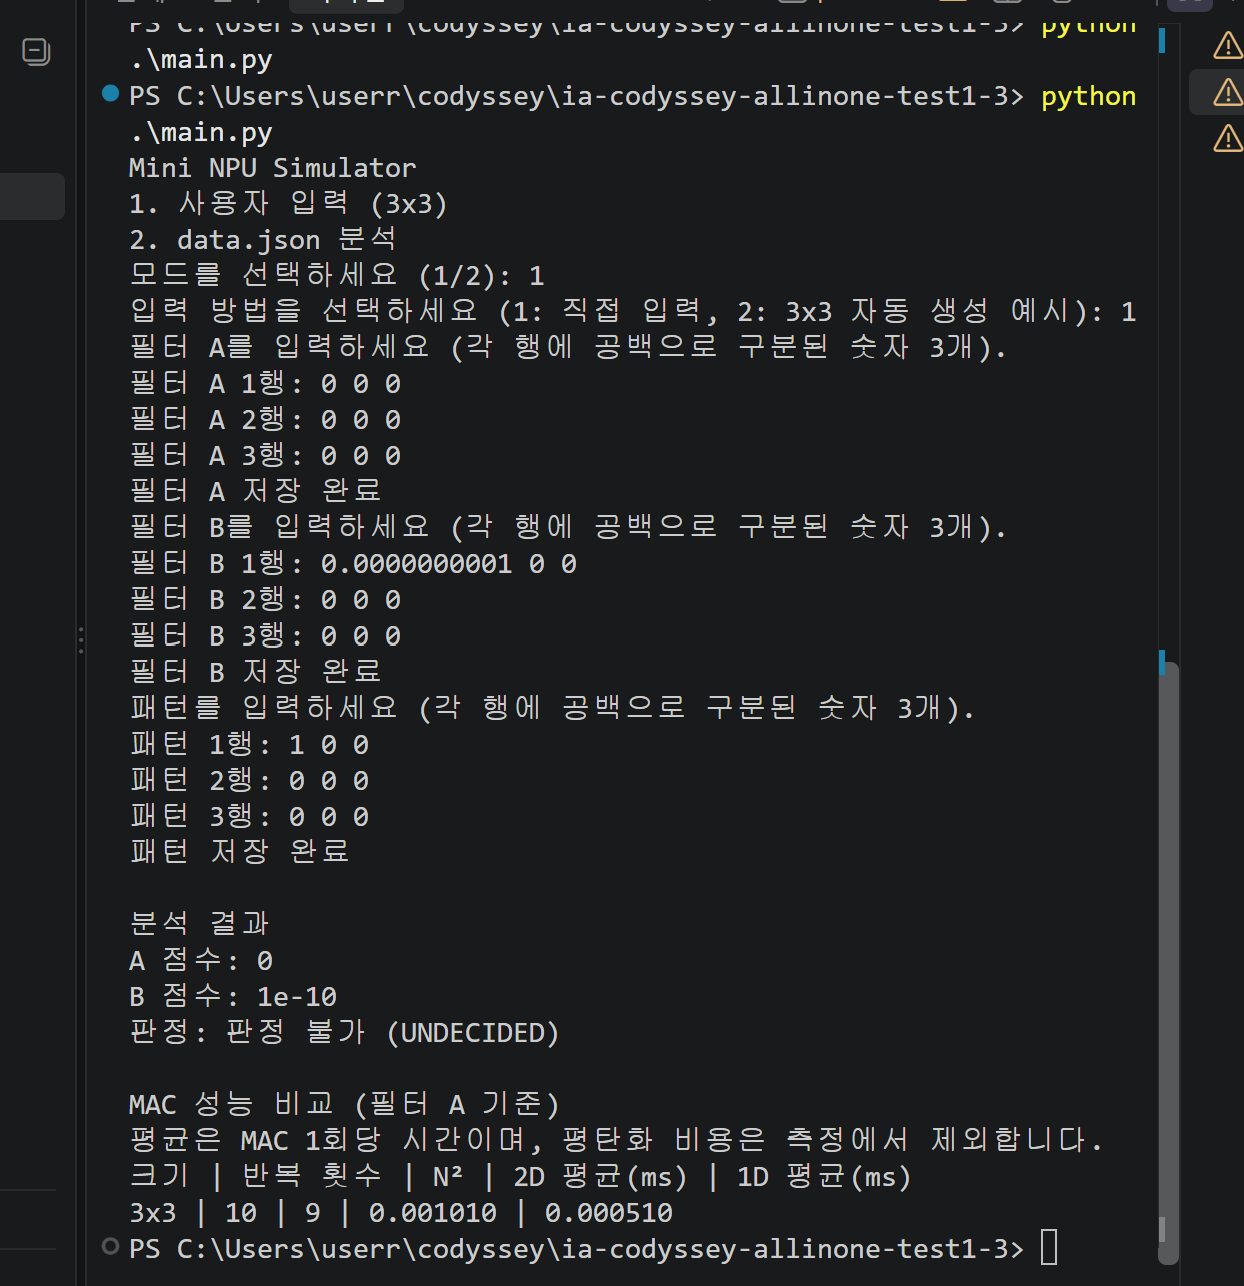 PS C:\Users\userr\codyssey\ia-codyssey-allinone-test1-3> python
.\main.py
PS C:\Users\userr\codyssey\ia-codyssey-allinone-test1-3> python
.\main.py
Mini NPU Simulator
1. 사용자 입력 (3x3)
2. data.json 분석
모드를 선택하세요 (1/2): 1
입력 방법을 선택하세요 (1: 직접 입력, 2: 3x3 자동 생성 예시): 1
필터 A를 입력하세요 (각 행에 공백으로 구분된 숫자 3개).
필터 A 1행: 0 0 0
필터 A 2행: 0 0 0
필터 A 3행: 0 0 0
필터 A 저장 완료
필터 B를 입력하세요 (각 행에 공백으로 구분된 숫자 3개).
필터 B 1행: 0.0000000001 0 0
필터 B 2행: 0 0 0
필터 B 3행: 0 0 0
필터 B 저장 완료
패턴를 입력하세요 (각 행에 공백으로 구분된 숫자 3개).
패턴 1행: 1 0 0
패턴 2행: 0 0 0
패턴 3행: 0 0 0
패턴 저장 완료
분석 결과
A 점수: 0
B 점수: 1e-10
판정: 판정 불가 (UNDECIDED)
MAC 성능 비교 (필터 A 기준)
평균은 MAC 1회당 시간이며, 평탄화 비용은 측정에서 제외합니다.
크기 | 반복 횟수 | N² | 2D 평균(ms) | 1D 평균(ms)
3x3 | 10 | 9 | 0.001010 | 0.000510
PS C:\Users\userr\codyssey\ia-codyssey-allinone-test1-3>